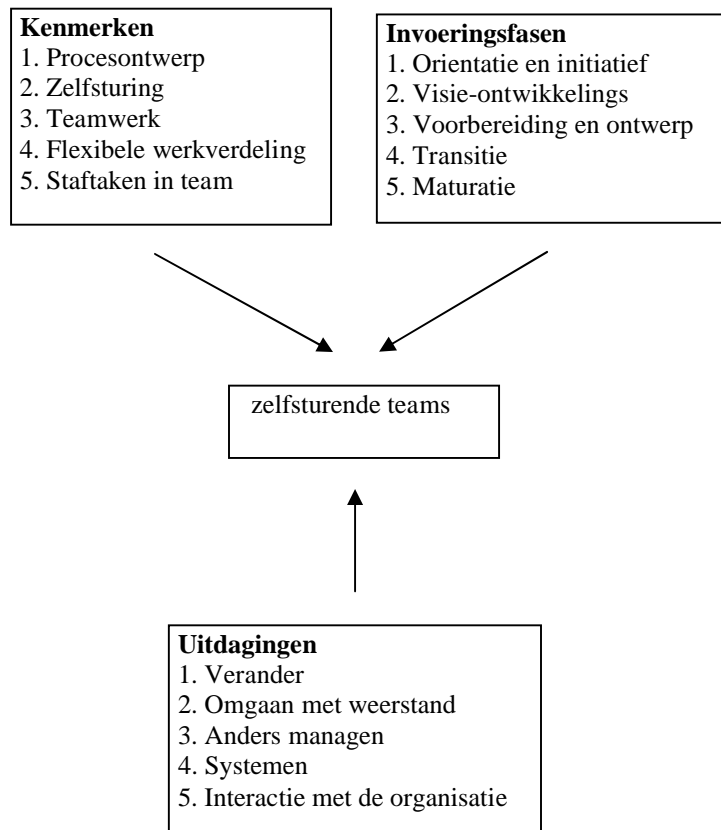 Kenmerken
1. Procesontwerp
2. Zelfsturing
3. Teamwerk
4. Flexibele werkverdeling
5. Staftaken in team
Invoeringsfasen
1. Orientatie en initiatief
2. Visie-ontwikkelings
3. Voorbereiding en ontwerp
4. Transitie
5. Maturatie
zelfsturende teams
Uitdagingen
1. Verander
2. Omgaan met weerstand
3. Anders managen
4. Systemen
5. Interactie met de organisatie